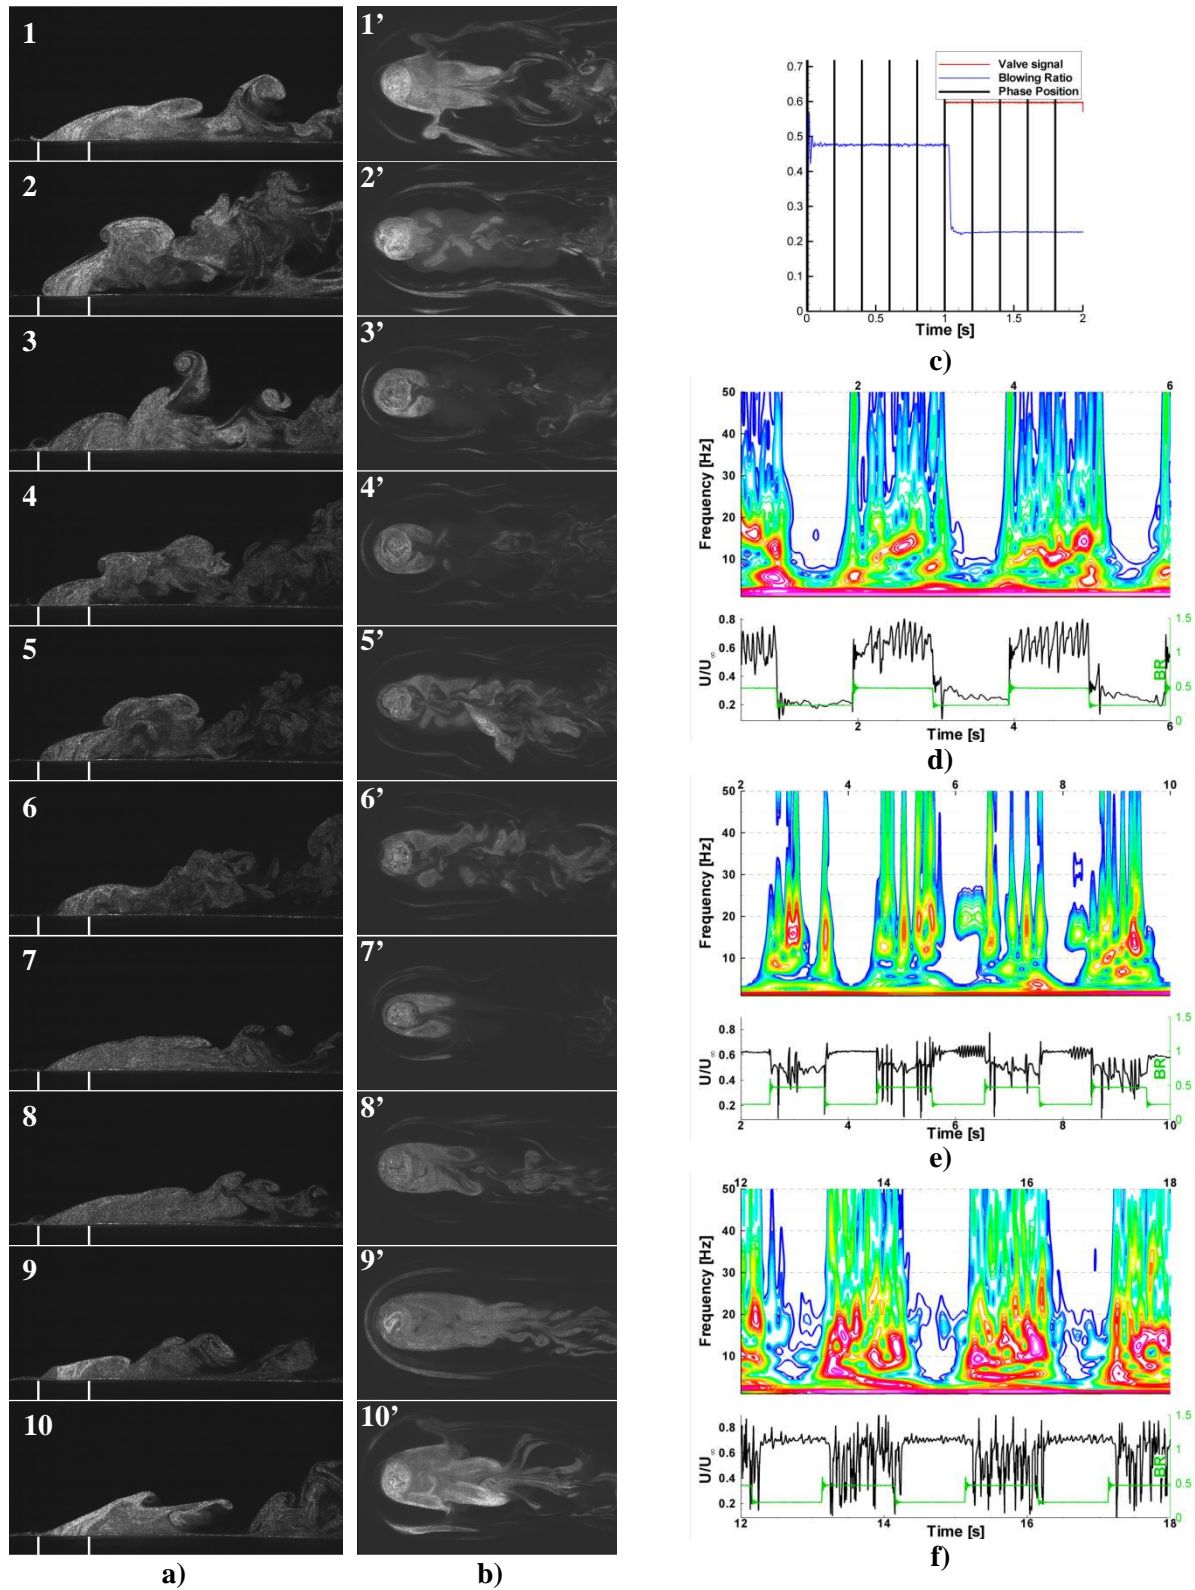 1
2
3
4
5
6
7
8
9
10
a)
1’
2’
3’
4’
5’
6’
7’
8’
9’
10’
b)
Valve signal
Blowing Ratio
Phase Position
0.7
0.6
0.5
0.4
0.3
0.2
0.1
0
0 0.5 1 1.5 2
Time [s]
c)
2 4 6
50
40
30
20
10
Frequency [Hz]
0.8
0.6
0.4
0.2
U/U∞
1.5
1
0.5
0
BR
2 4 6
Time [s]
d)
2 4 6 8 10
50
40
30
20
10
Frequency [Hz]
0.8
0.6
0.4
0.2
U/U∞
1.5
1
0.5
0
BR
2 4 6 8 10
Time [s]
e)
12 14 16 18
50
40
30
20
10
Frequency [Hz]
0.8
0.6
0.4
0.2
U/U∞
1.5
1
0.5
0
BR
12 14 16 18
Time [s]
f)